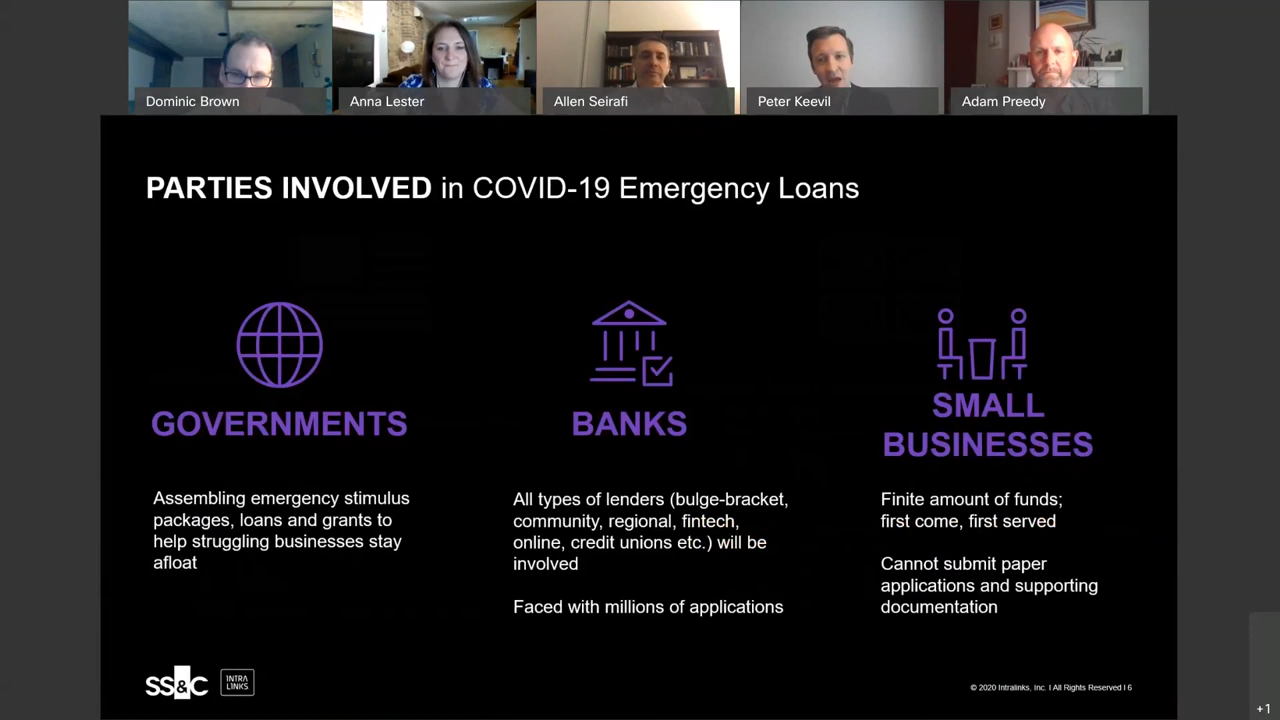 Dominic Brown
Anna Lester
Allen Seirafi
Peter Keevil
Adam Preedy
PARTIES INVOLVED in COVID-19 Emergency Loans
GOVERNMENTS
Assembling emergency stimulus
packages, loans and grants to
help struggling businesses stay
afloat
BANKS
All types of lenders (bulge-bracket,
community, regional, fintech,
online, credit unions etc.) will be
involved
Faced with millions of applications
SMALL
BUSINESSES
Finite amount of funds;
first come, first served
Cannot submit paper
applications and supporting
documentation
SS&C
INTRA
LINKS
© 2020 Intralinks, Inc. I All Rights Reserved I 6
+1